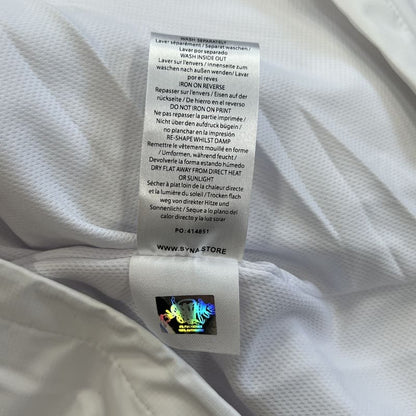 WASH SEPARATELY
Laver séparément / Separat waschen /
Lavar por separado
WASH INSIDE OUT
Laver sur l'envers / Innenseite zum
waschen nach außen wenden / Lavar
por el reves
IRON ON REVERSE
Repasser sur l'envers / Eisen auf der
rückseite / De hierro en el reverso
DO NOT IRON ON PRINT
Ne pas repasser la partie imprimée /
Nicht über den aufdruck bügeln /
no planchar en la impresión
RE-SHAPE WHILST DAMP
Remettre le vêtement mouillé en forme
/ Umformen, während feucht /
Devolverle la forma estando húmedo
DRY FLAT AWAY FROM DIRECT HEAT
OR SUNLIGHT
Sécher à plat loin de la chaleur directe
et la lumière du soleil / Trocken flach
weg von direkter Hitze und
Sonnenlicht / Seque a lo plano del
calor directo y la luz solar
PO: 414851
WWW.SYNA.STORE